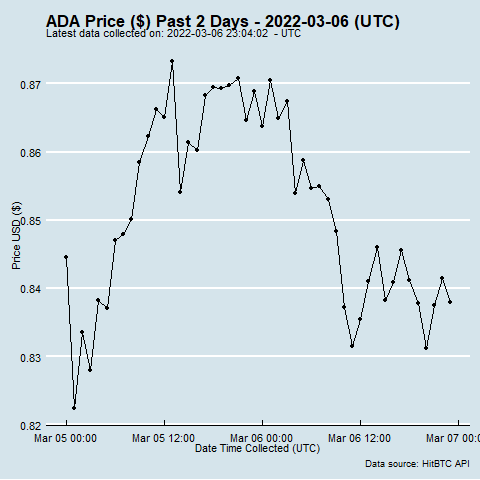 ADA Price ($) Past 2 Days - 2022-03-06 (UTC)
Latest data collected on: 2022-03-06 23:04:02 - UTC
0.87
0.86
0.85
0.84
0.83
0.82
Price USD ($)
Mar 05 00:00 Mar 05 12:00 Mar 06 00:00 Mar 06 12:00 Mar 07 00:00
Date Time Collected (UTC)
Data source: HitBTC API